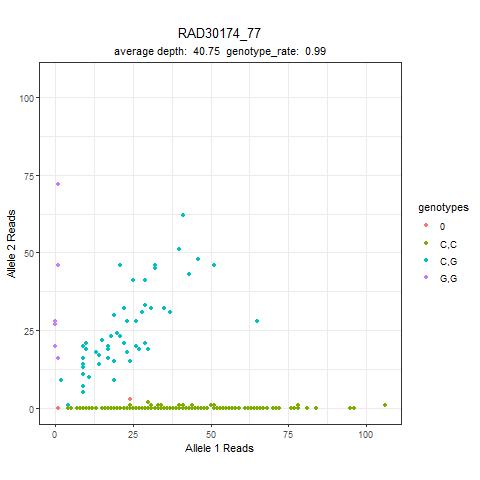 RAD30174_77
average depth: 40.75 genotype_rate: 0.99
100
75
50
25
0
Allele 2 Reads
0 25 50 75 100
Allele 1 Reads
genotypes
0
C,C
C,G
G,G